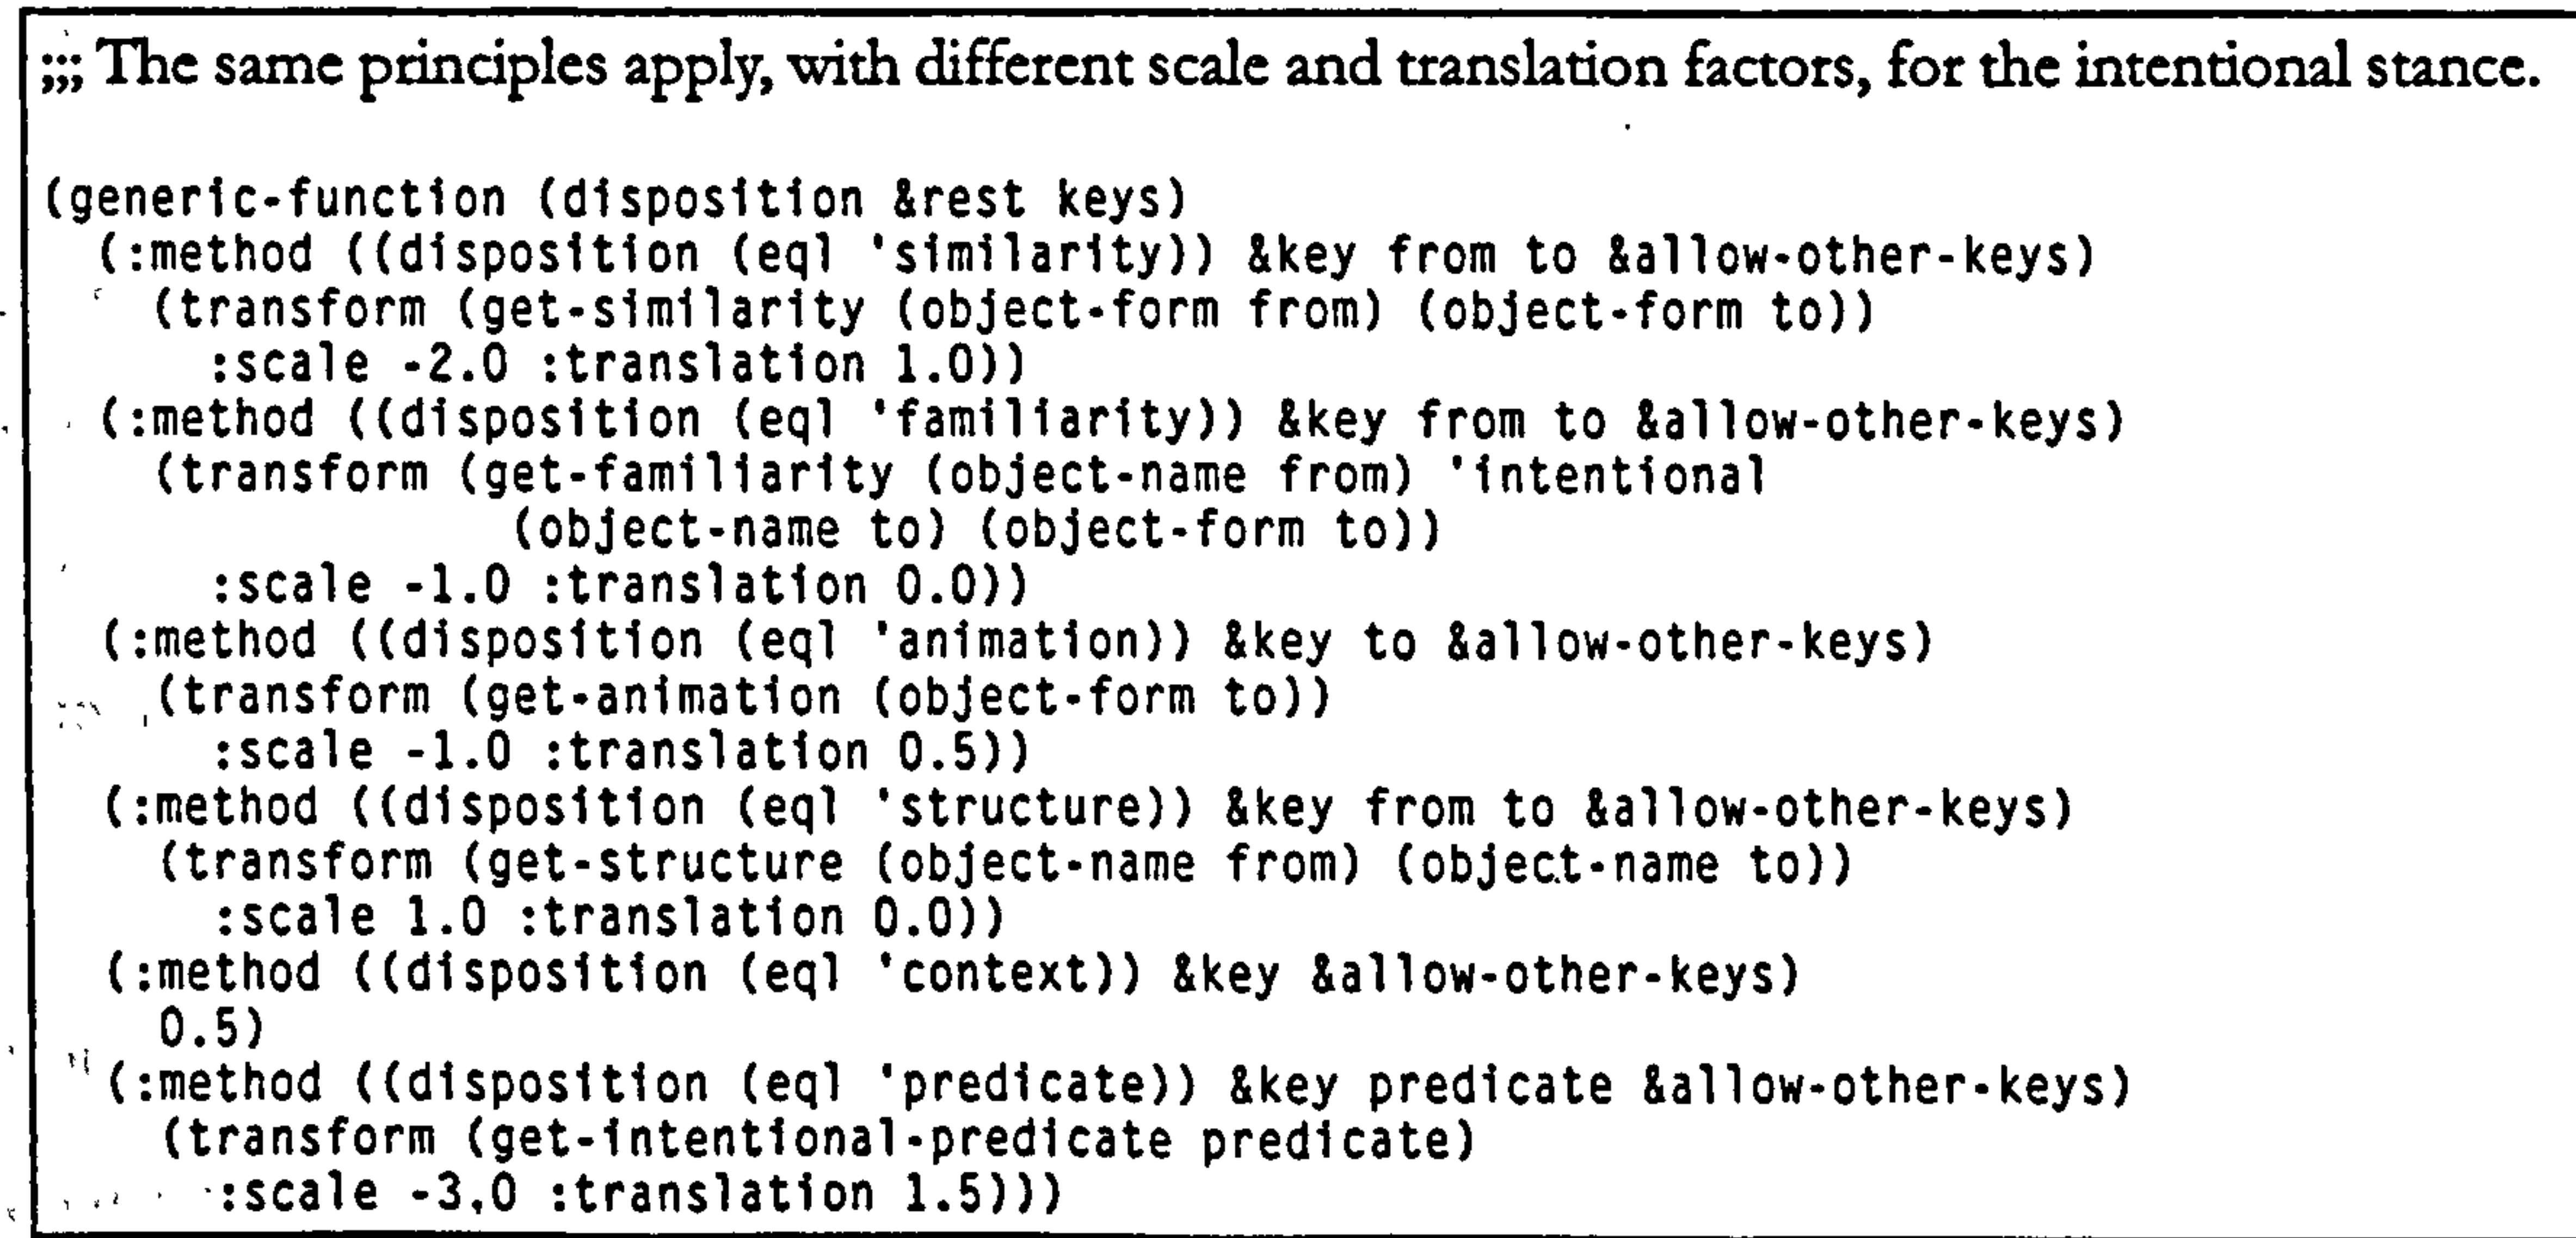 ;;; The same principles apply, with different scale and translation factors, for the intentional stance.
(generic-function (disposition &rest keys)
  (:method ((disposition (eql 'similarity)) &key from to &allow-other-keys)
    (transform (get-similarity (object-form from) (object-form to))
      :scale -2.0 :translation 1.0))
  (:method ((disposition (eql 'familiarity)) &key from to &allow-other-keys)
    (transform (get-familiarity (object-name from) 'intentional
                 (object-name to) (object-form to))
      :scale -1.0 :translation 0.0))
  (:method ((disposition (eql 'animation)) &key to &allow-other-keys)
    (transform (get-animation (object-form to))
      :scale -1.0 :translation 0.5))
  (:method ((disposition (eql 'structure)) &key from to &allow-other-keys)
    (transform (get-structure (object-name from) (object-name to))
      :scale 1.0 :translation 0.0))
  (:method ((disposition (eql 'context)) &key &allow-other-keys)
    0.5)
  (:method ((disposition (eql 'predicate)) &key predicate &allow-other-keys)
    (transform (get-intentional-predicate predicate)
      :scale -3.0 :translation 1.5)))